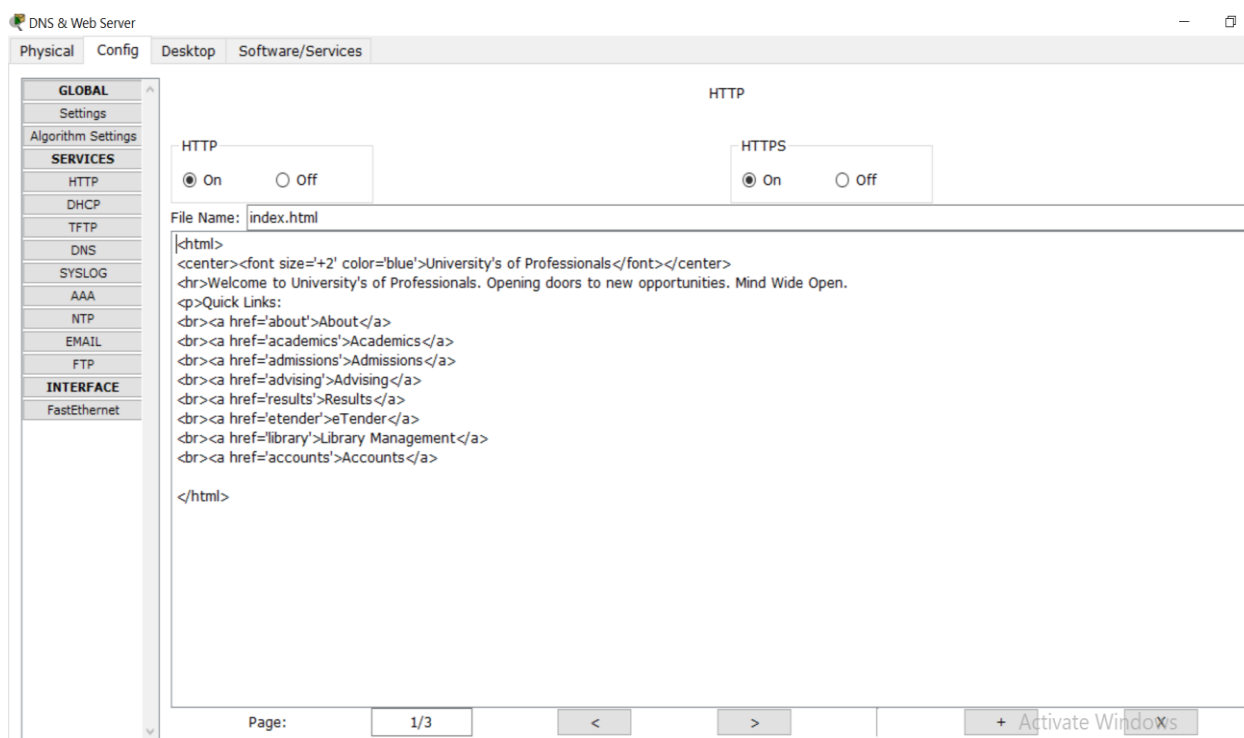 DNS & Web Server
Physical Config Desktop Software/Services
GLOBAL
Settings
Algorithm Settings
SERVICES
HTTP
DHCP
TFTP
DNS
SYSLOG
AAA
NTP
EMAIL
FTP
INTERFACE
FastEthernet
HTTP
HTTP
On Off
HTTPS
On Off
File Name: index.html
<html>
<center><font size='+2' color='blue'>University's of Professionals</font></center>
<hr>Welcome to University's of Professionals. Opening doors to new opportunities. Mind Wide Open.
<p>Quick Links:
<br><a href='about'>About</a>
<br><a href='academics'>Academics</a>
<br><a href='admissions'>Admissions</a>
<br><a href='advising'>Advising</a>
<br><a href='results'>Results</a>
<br><a href='etender'>eTender</a>
<br><a href='library'>Library Management</a>
<br><a href='accounts'>Accounts</a>
</html>
Page: 1/3 < > + X
Activate Windows